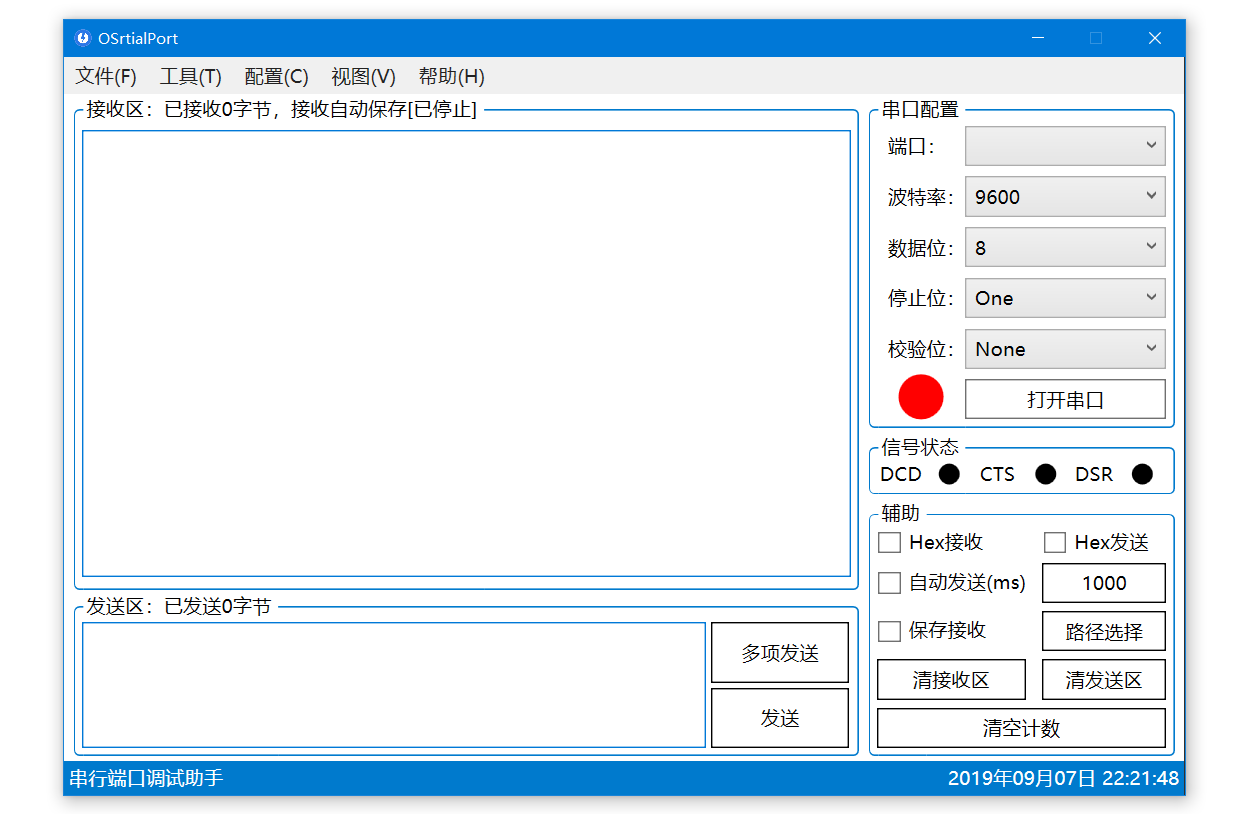 OSrtialPort
文件(F) 工具(T) 配置(C) 视图(V) 帮助(H)
接收区：已接收0字节，接收自动保存[已停止]
发送区：已发送0字节
多项发送
发送
串口配置
端口：
波特率： 9600
数据位： 8
停止位： One
校验位： None
打开串口
信号状态
DCD CTS DSR
辅助
Hex接收 Hex发送
自动发送(ms) 1000
保存接收 路径选择
清接收区 清发送区
清空计数
串行端口调试助手 2019年09月07日 22:21:48